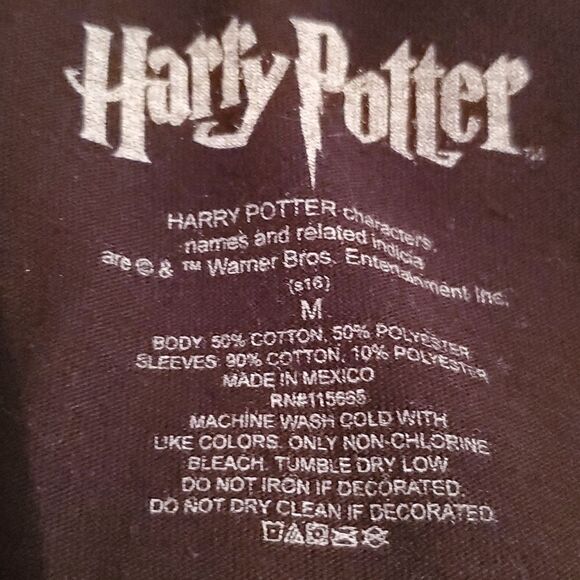 Harry Potter™
HARRY POTTER characters,
names and related indicia
are © & ™ Warner Bros. Entertainment Inc.
(s16)
M
BODY: 50% COTTON, 50% POLYESTER
SLEEVES: 90% COTTON, 10% POLYESTER
MADE IN MEXICO
RN#115665
MACHINE WASH COLD WITH
LIKE COLORS. ONLY NON-CHLORINE
BLEACH. TUMBLE DRY LOW.
DO NOT IRON IF DECORATED.
DO NOT DRY CLEAN IF DECORATED.